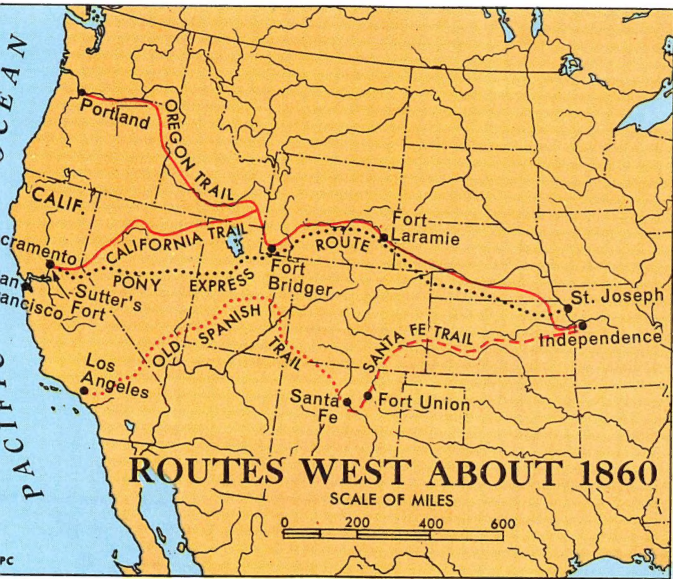 OCEAN
Portland
OREGON TRAIL
CALIF.
CALIFORNIA TRAIL
Fort
Laramie
ROUTE
cramento
Sutter's
Fort
PONY EXPRESS
Fort
Bridger
an
ancisco
St. Joseph
Independence
OLD SPANISH TRAIL
SANTA FE TRAIL
Los
Angeles
Santa
Fe
Fort Union
PACIFIC
ROUTES WEST ABOUT 1860
SCALE OF MILES
0 200 400 600
PC